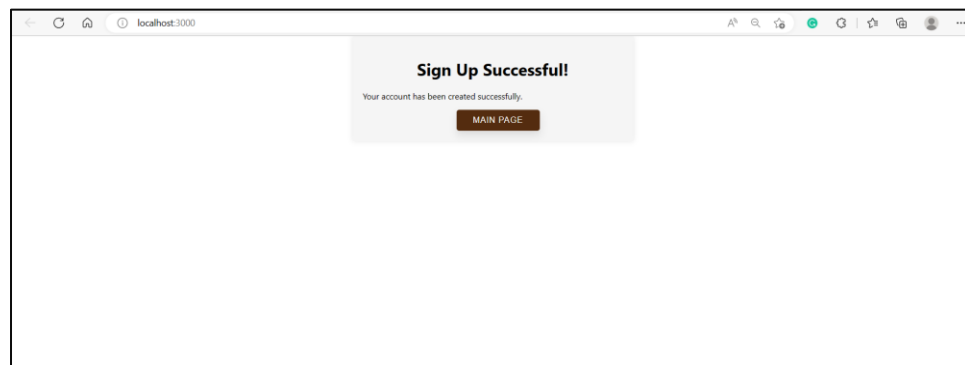 localhost:3000
Sign Up Successful!
Your account has been created successfully.
MAIN PAGE